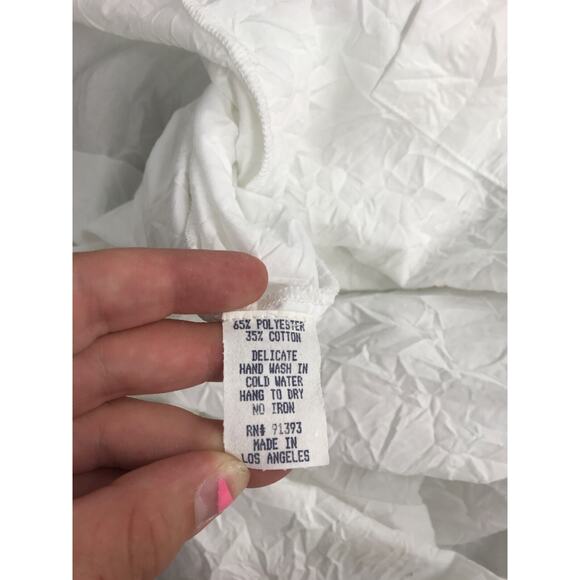 65% POLYESTER
35% COTTON
DELICATE
HAND WASH IN
COLD WATER
HANG TO DRY
NO IRON
RN# 91393
MADE IN
LOS ANGELES